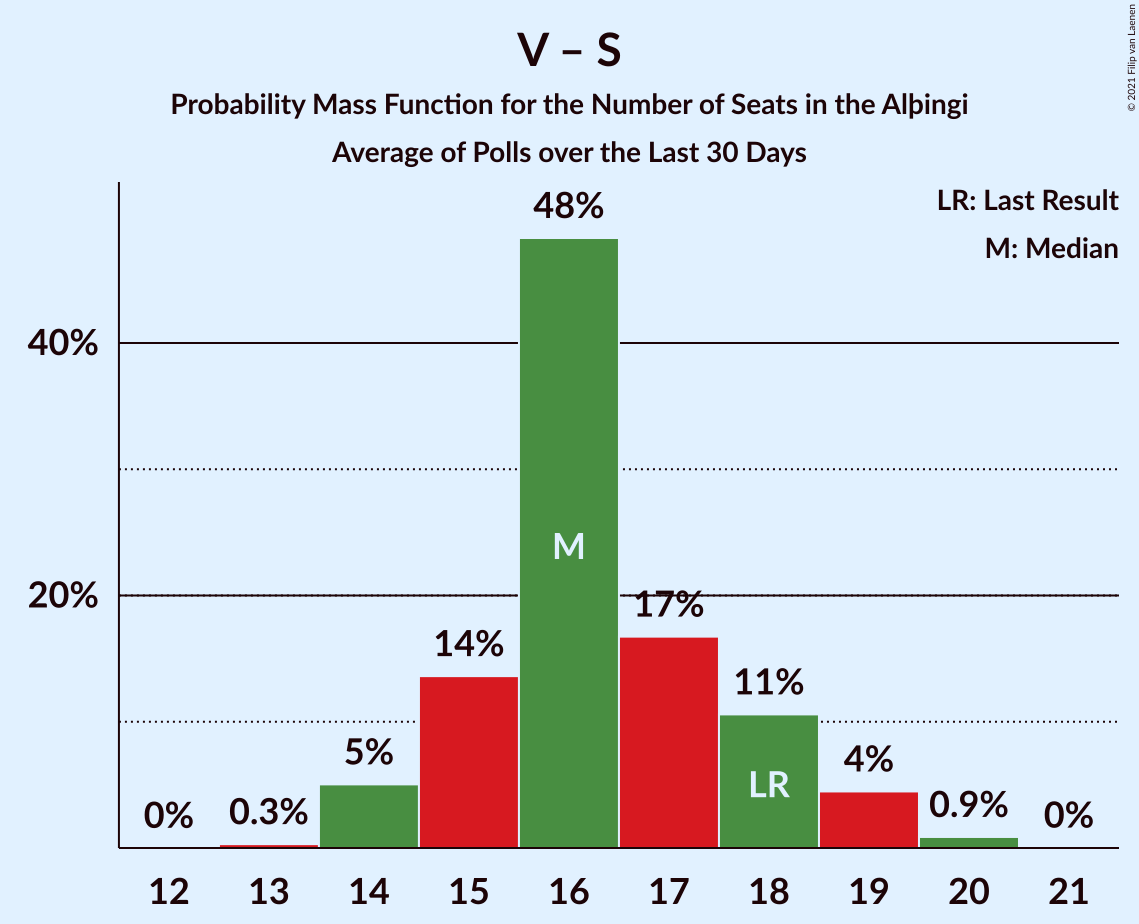 V – S
Probability Mass Function for the Number of Seats in the Alþingi
Average of Polls over the Last 30 Days
© 2021 Filip van Laenen
LR: Last Result
M: Median
48%
40%
M
20%
17%
14%
11%
5%
LR
4%
0%
0.3%
0.9%
0%
12 13 14 15 16 17 18 19 20 21